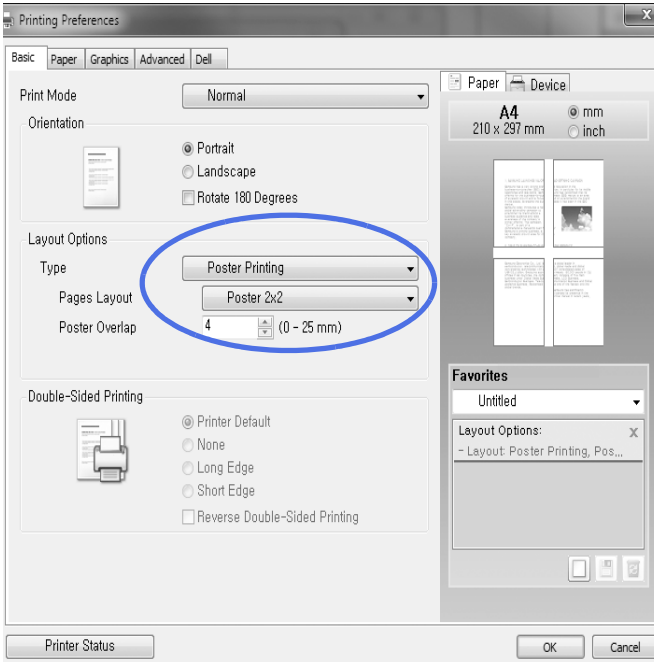 Printing Preferences
X
Basic
Paper
Graphics
Advanced
Dell
Print Mode
Normal
Orientation
Portrait
Landscape
Rotate 180 Degrees
Layout Options
Type
Poster Printing
Pages Layout
Poster 2x2
Poster Overlap
4
(0 - 25 mm)
Double-Sided Printing
Printer Default
None
Long Edge
Short Edge
Reverse Double-Sided Printing
Paper
Device
A4
210 x 297 mm
mm
inch
Favorites
Untitled
Layout Options:
X
- Layout: Poster Printing, Pos...
Printer Status
OK
Cancel